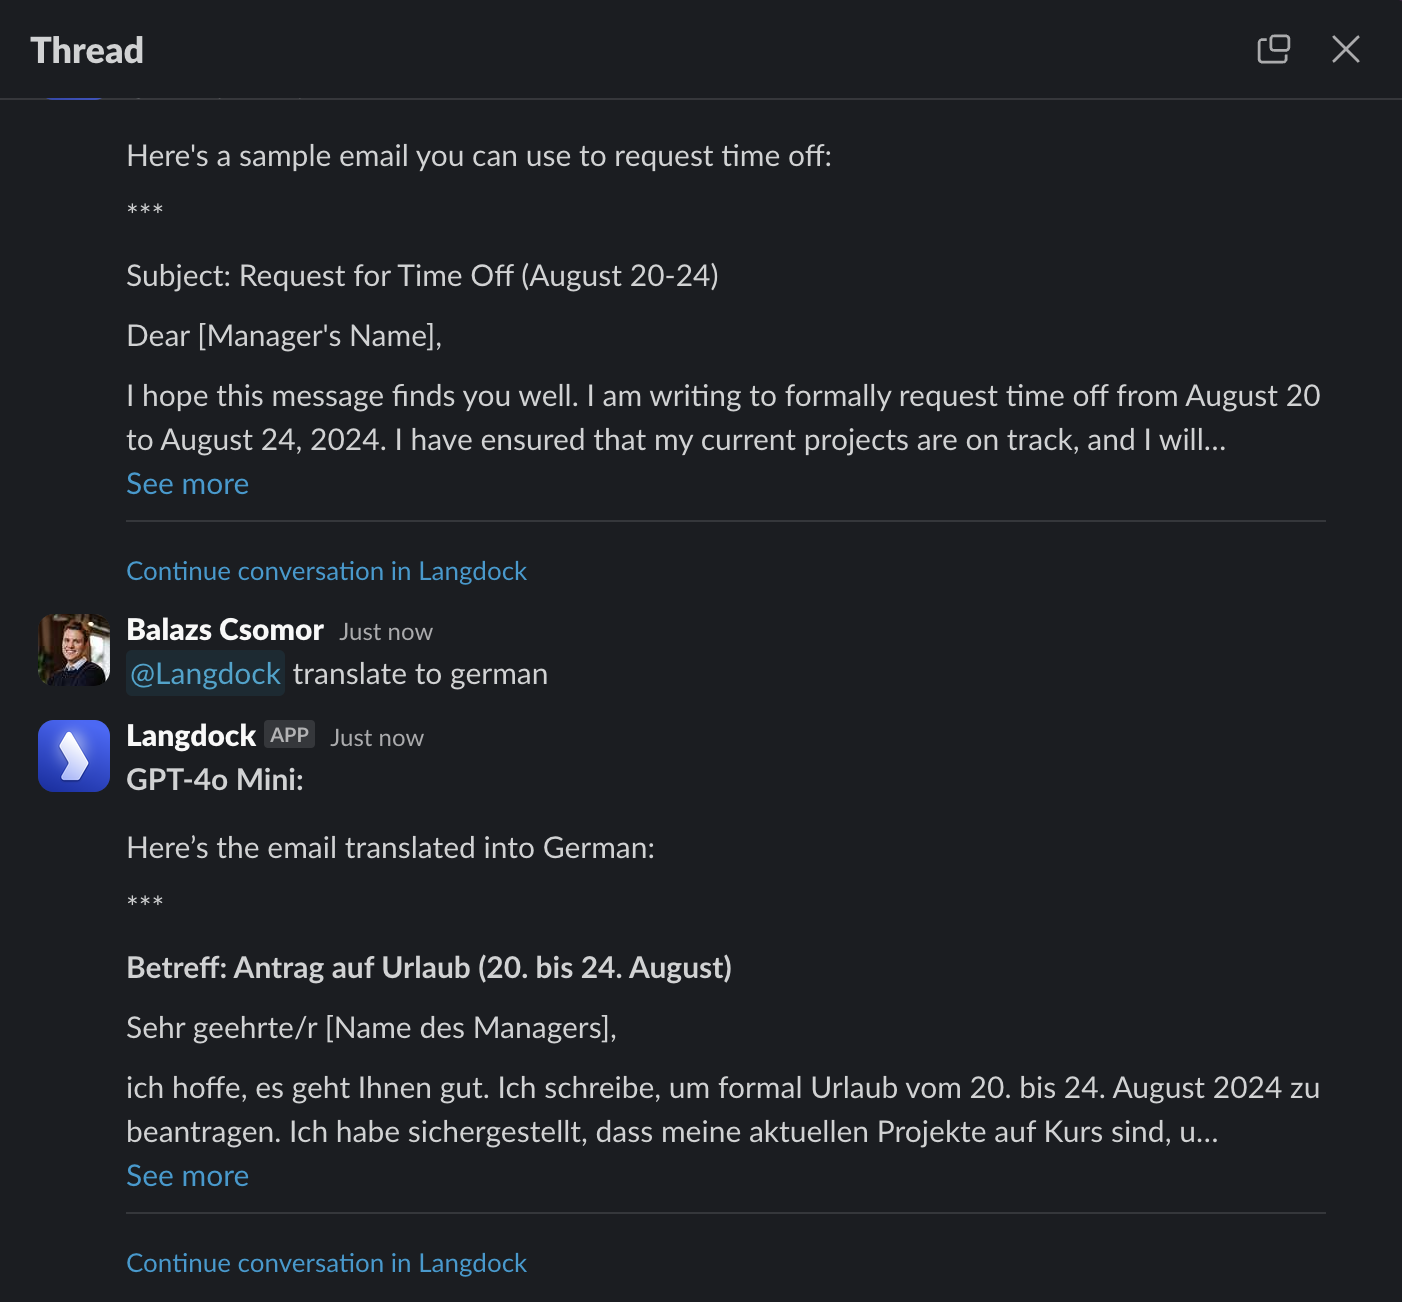 Thread
Here's a sample email you can use to request time off:
***
Subject: Request for Time Off (August 20-24)
Dear [Manager's Name],
I hope this message finds you well. I am writing to formally request time off from August 20
to August 24, 2024. I have ensured that my current projects are on track, and I will...
See more
Continue conversation in Langdock
Balazs Csomor Just now
@Langdock translate to german
Langdock APP Just now
GPT-4o Mini:
Here’s the email translated into German:
***
Betreff: Antrag auf Urlaub (20. bis 24. August)
Sehr geehrte/r [Name des Managers],
ich hoffe, es geht Ihnen gut. Ich schreibe, um formal Urlaub vom 20. bis 24. August 2024 zu
beantragen. Ich habe sichergestellt, dass meine aktuellen Projekte auf Kurs sind, u...
See more
Continue conversation in Langdock